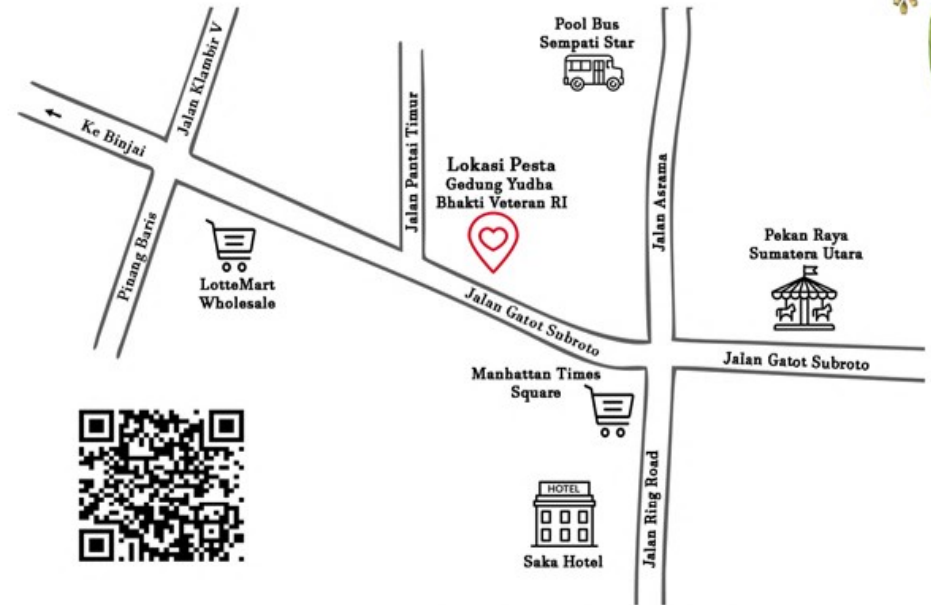 Pool Bus
Sempati Star
Jalan Klambir V
Ke Binjai
Jalan Pantai Timur
Lokasi Pesta
Gedung Yudha
Bhakti Veteran RI
Jalan Asrama
Pekan Raya
Sumatera Utara
Pinang Baris
LotteMart
Wholesale
Jalan Gatot Subroto
Jalan Gatot Subroto
Manhattan Times
Square
HOTEL
Saka Hotel
Jalan Ring Road